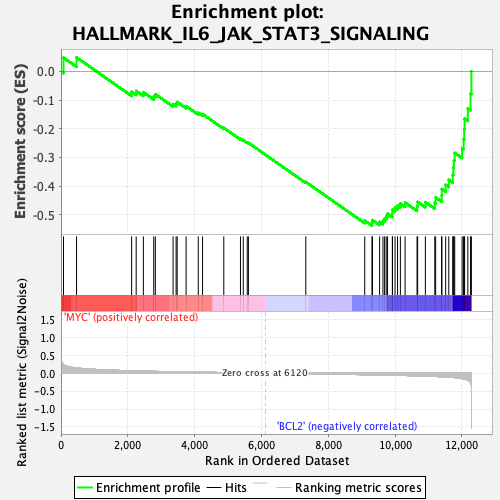 Enrichment plot:
HALLMARK_IL6_JAK_STAT3_SIGNALING
Enrichment score (ES)
0.0
-0.1
-0.2
-0.3
-0.4
-0.5
'MYC' (positively correlated)
Ranked list metric (Signal2Noise)
1.5
1.0
0.5
0.0
-0.5
-1.0
-1.5
Zero cross at 6120
'BCL2' (negatively correlated)
0 2,000 4,000 6,000 8,000 10,000 12,000
Rank in Ordered Dataset
Enrichment profile Hits Ranking metric scores